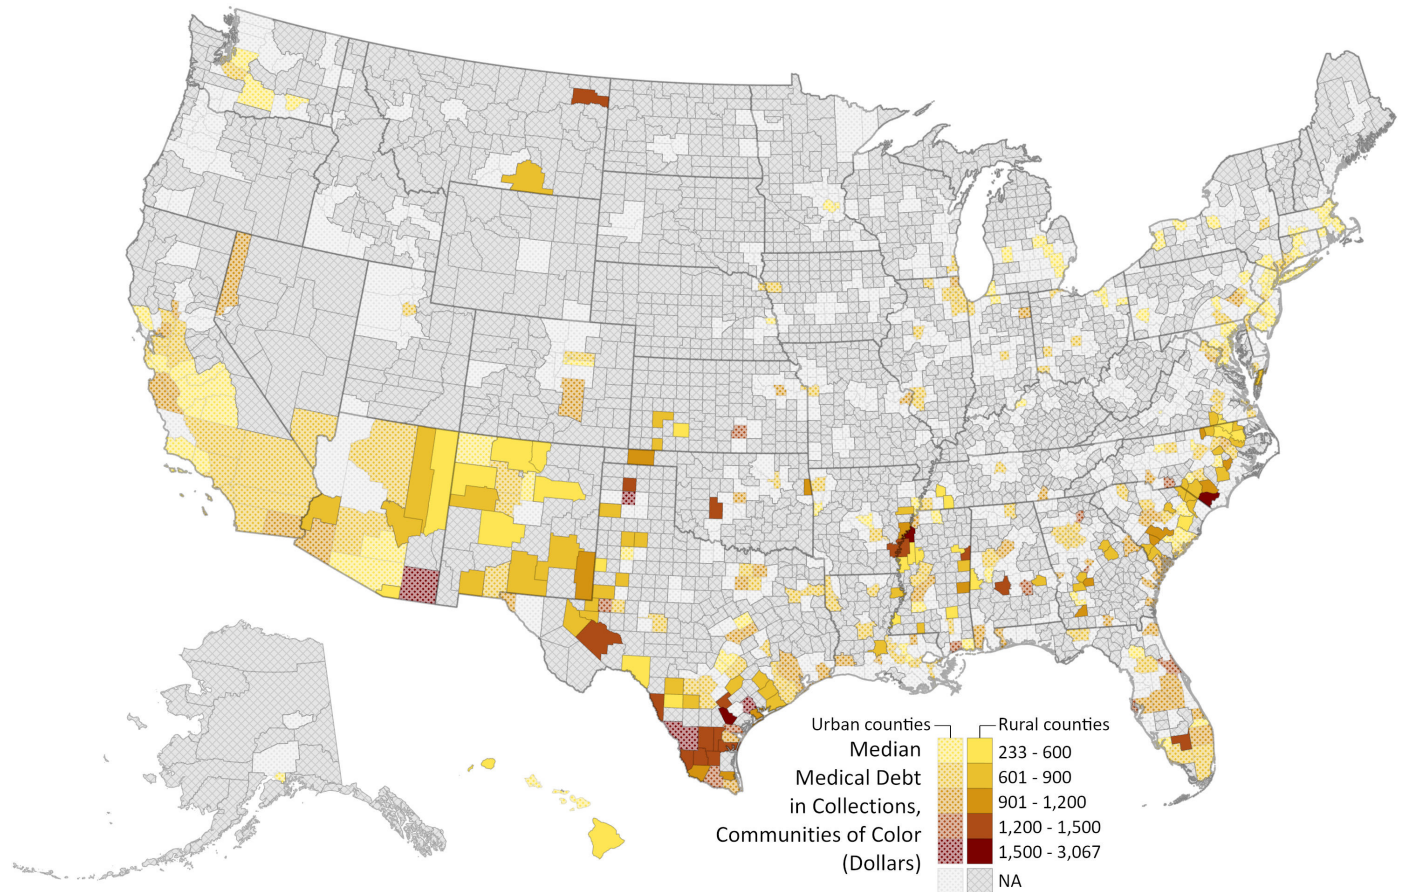 Urban counties
Rural counties
Median
Medical Debt
in Collections,
Communities of Color
(Dollars)
233 - 600
601 - 900
901 - 1,200
1,200 - 1,500
1,500 - 3,067
NA